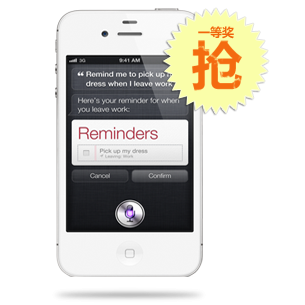 一等奖
抢
3G 9:41 AM
“ Remind me to pick up my
dress when I leave work
Here's your reminder for when
you leave work:
Reminders
Pick up my dress
Leaving: Work
Cancel Confirm